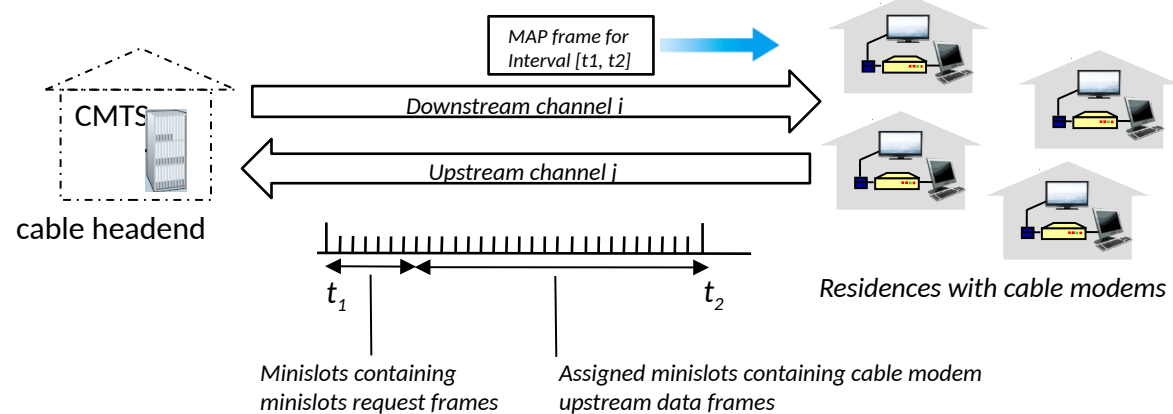 MAP frame for
Interval [t1, t2]
CMTS
Downstream channel i
Upstream channel j
cable headend
t1
t2
Residences with cable modems
Minislots containing
minislots request frames
Assigned minislots containing cable modem
upstream data frames